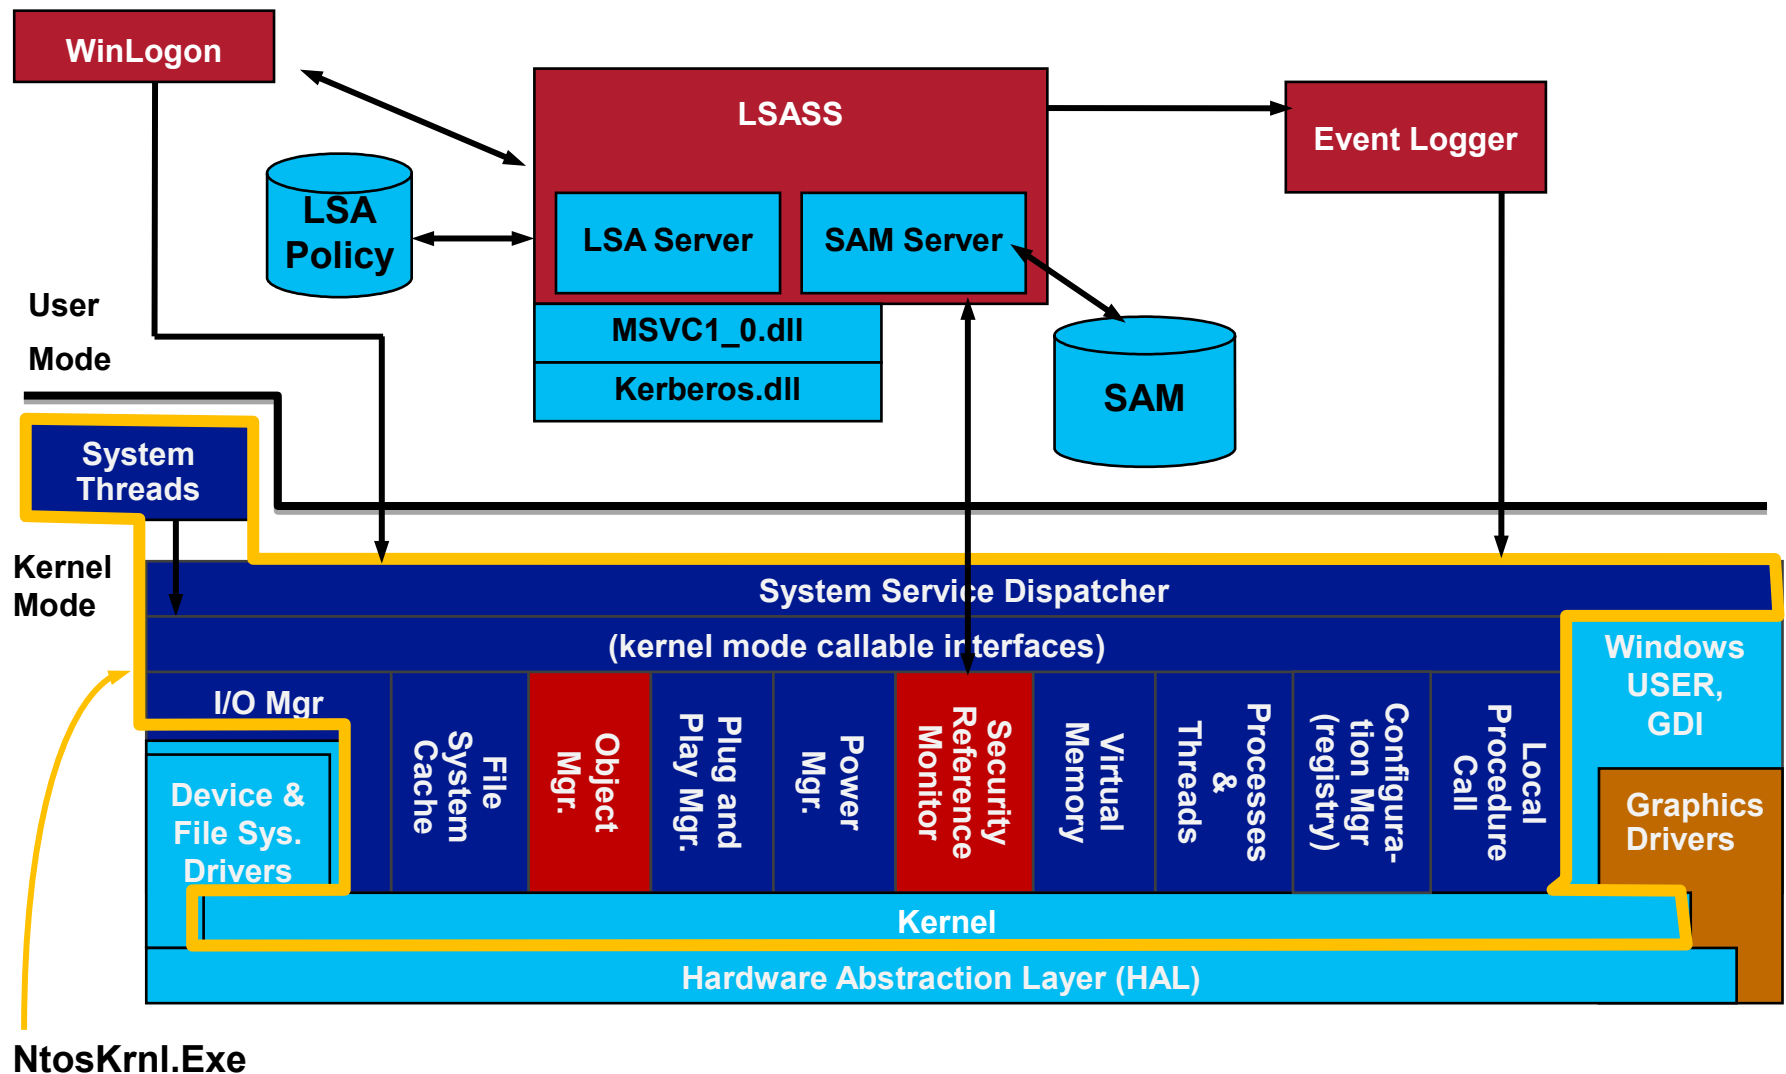 WinLogon
LSASS
Event Logger
LSA
Policy
LSA Server
SAM Server
MSVC1_0.dll
Kerberos.dll
SAM
User
Mode
System
Threads
Kernel
Mode
System Service Dispatcher
(kernel mode callable interfaces)
I/O Mgr
File
System
Cache
Object
Mgr.
Plug and
Play Mgr.
Power
Mgr.
Security
Reference
Monitor
Virtual
Memory
Processes
&
Threads
Configura-
tion Mgr
(registry)
Local
Procedure
Call
Windows
USER,
GDI
Device &
File Sys.
Drivers
Graphics
Drivers
Kernel
Hardware Abstraction Layer (HAL)
NtosKrnl.Exe